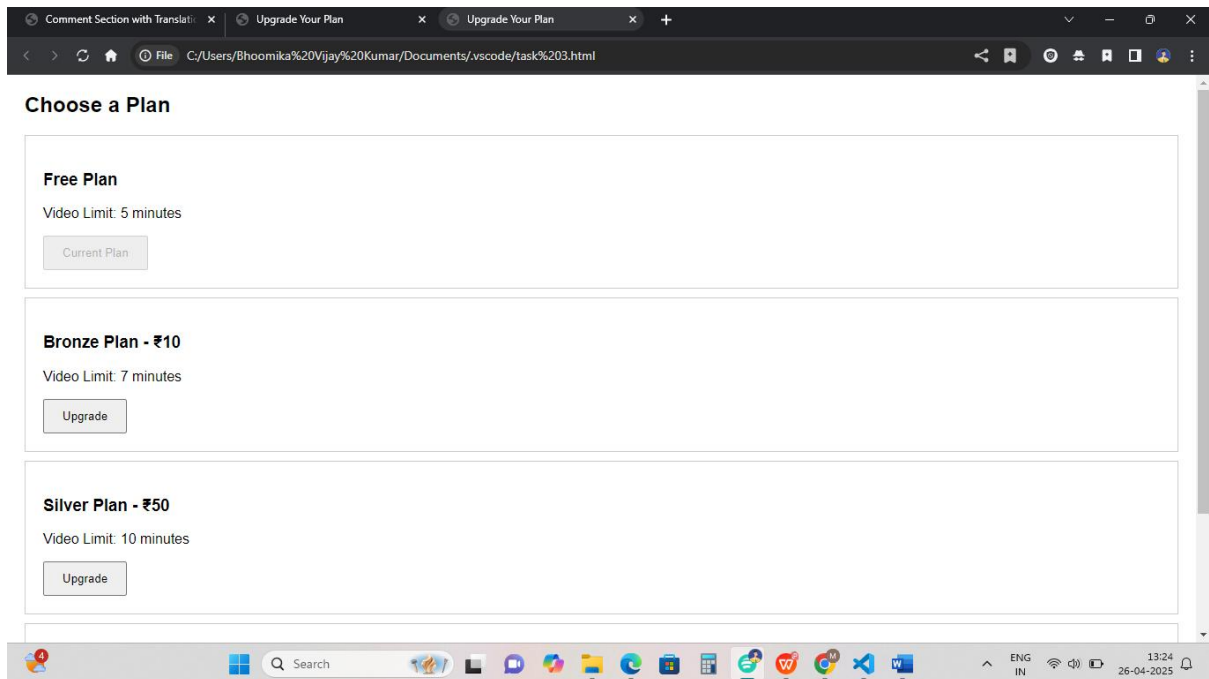 Comment Section with Translatic
Upgrade Your Plan
Upgrade Your Plan
File C:/Users/Bhoomika%20Vijay%20Kumar/Documents/.vscode/task%203.html
Choose a Plan
Free Plan
Video Limit: 5 minutes
Current Plan
Bronze Plan - ₹10
Video Limit: 7 minutes
Upgrade
Silver Plan - ₹50
Video Limit: 10 minutes
Upgrade
4
Search
W
M
W
ENG
IN
13:24
26-04-2025